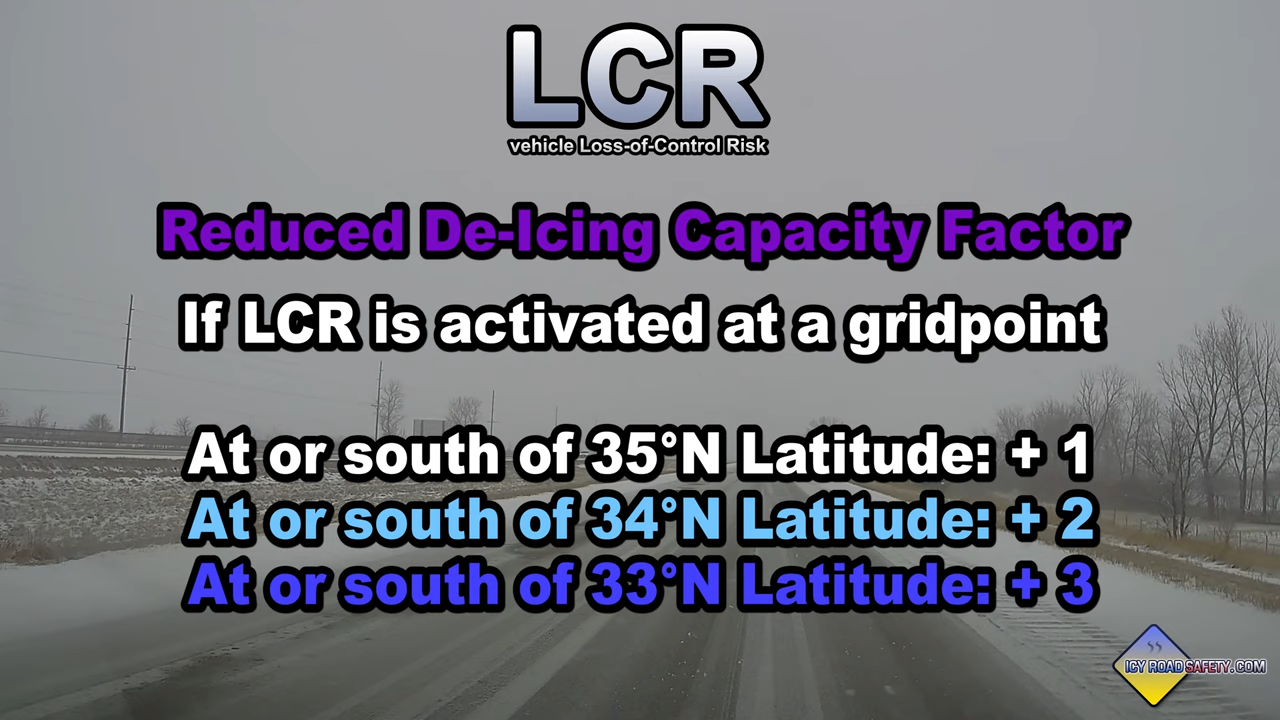 LCR
vehicle Loss-of-Control Risk
Reduced De-Icing Capacity Factor
If LCR is activated at a gridpoint
At or south of 35°N Latitude: + 1
At or south of 34°N Latitude: + 2
At or south of 33°N Latitude: + 3
ICY ROAD SAFETY.COM